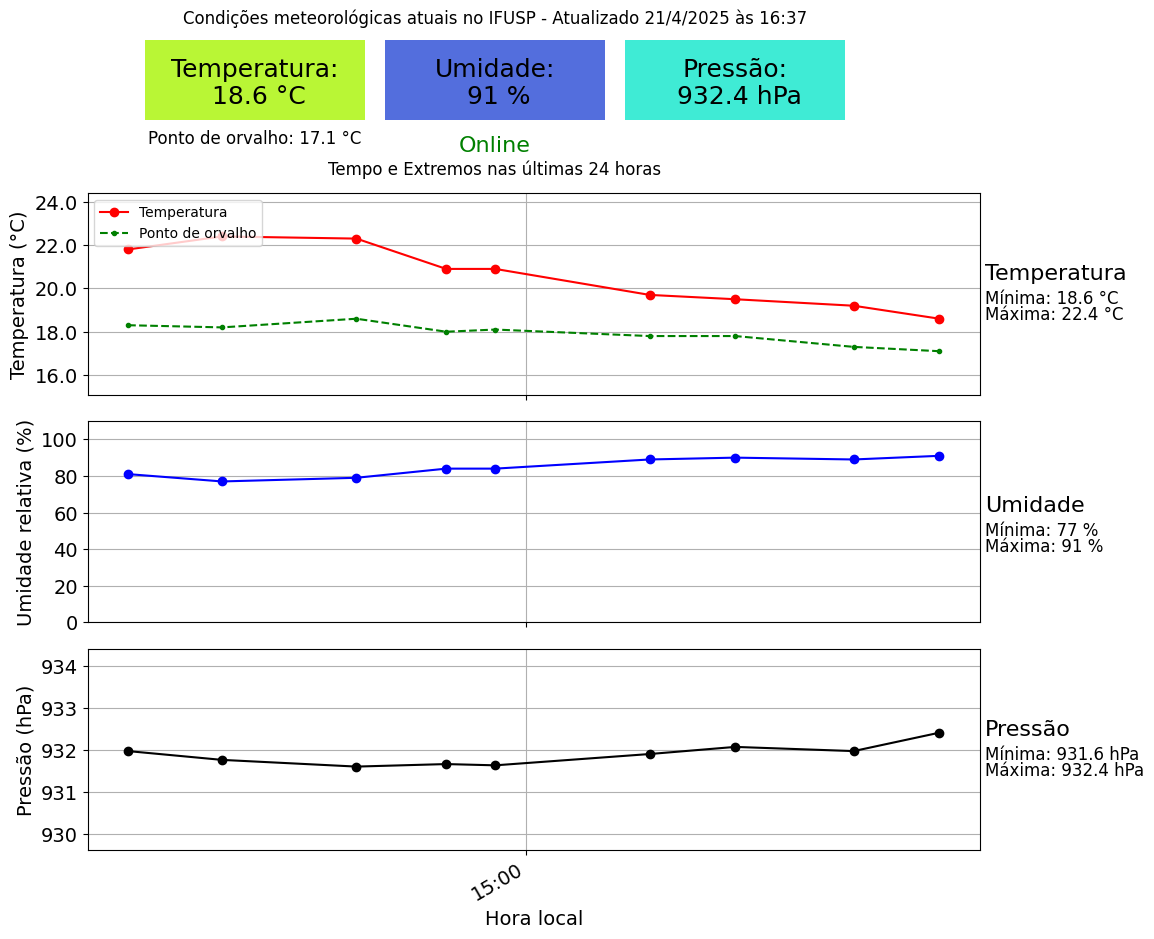 Condições meteorológicas atuais no IFUSP - Atualizado 21/4/2025 às 16:37
Temperatura:
18.6 °C
Umidade:
91 %
Pressão:
932.4 hPa
Ponto de orvalho: 17.1 °C
Online
Tempo e Extremos nas últimas 24 horas
Temperatura (°C)
24.0
22.0
20.0
18.0
16.0
Temperatura
Ponto de orvalho
Temperatura
Mínima: 18.6 °C
Máxima: 22.4 °C
Umidade relativa (%)
100
80
60
40
20
0
Umidade
Mínima: 77 %
Máxima: 91 %
Pressão (hPa)
934
933
932
931
930
Pressão
Mínima: 931.6 hPa
Máxima: 932.4 hPa
15:00
Hora local